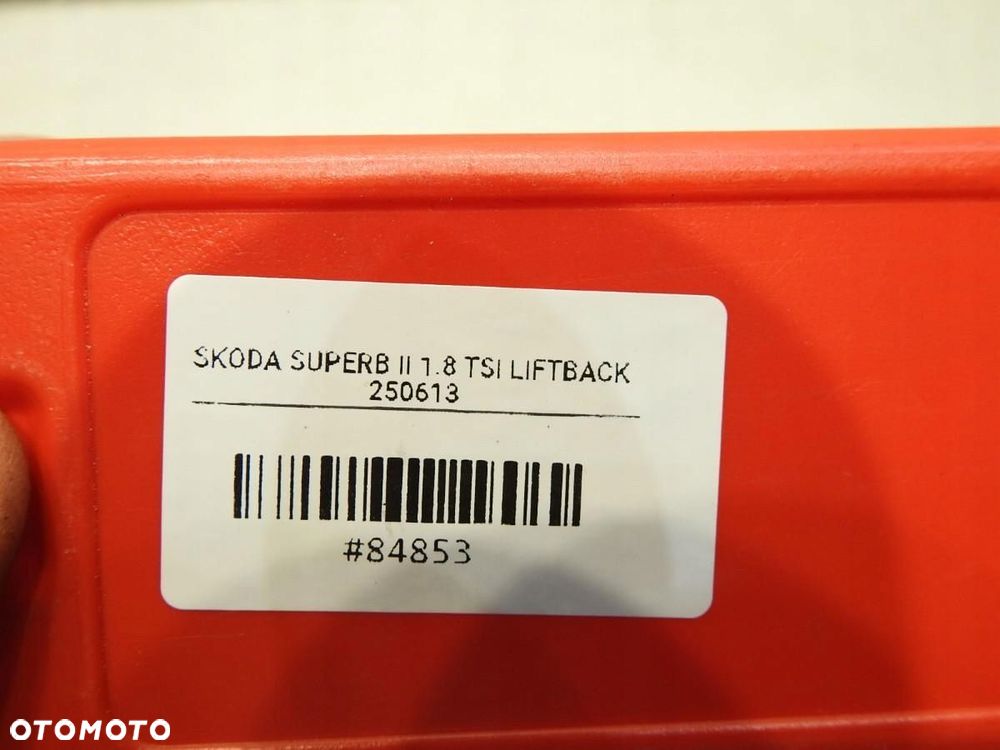 SKODA SUPERB II 1.8 TSI LIFTBACK
250613
#84853
OTOMOTO